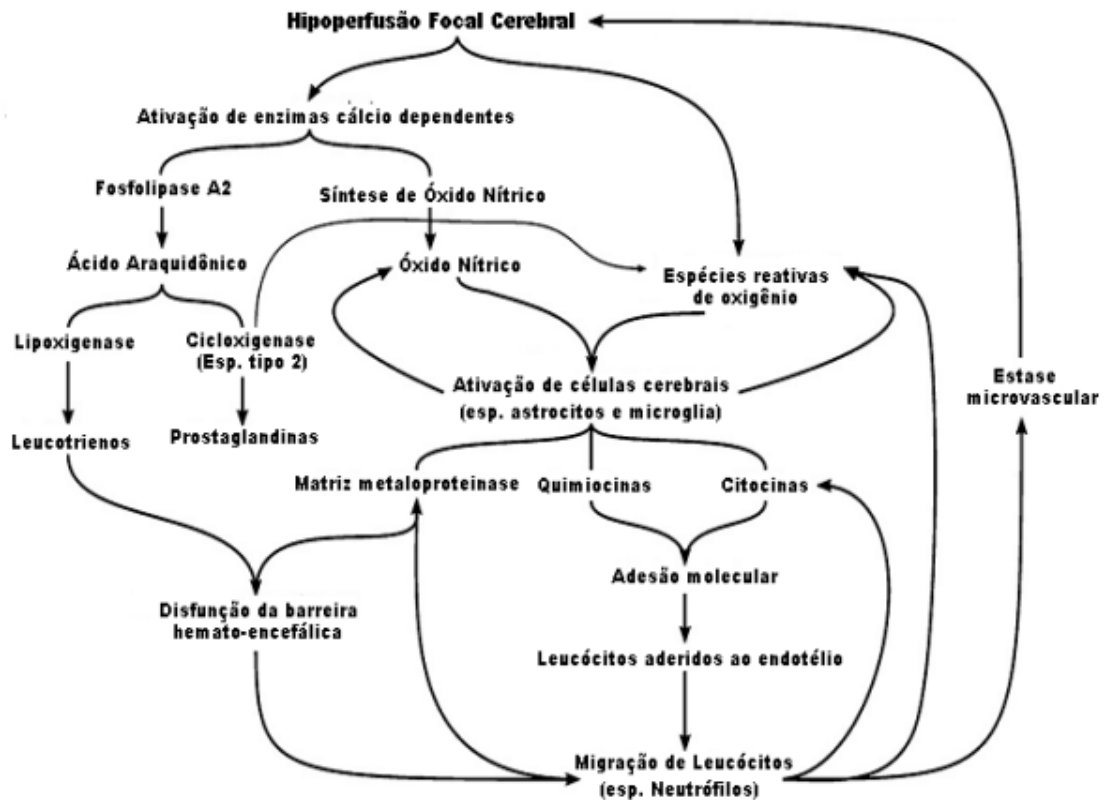 Hipoperfusão Focal Cerebral
Ativação de enzimas cálcio dependentes
Fosfolipase A2
Síntese de Óxido Nítrico
Ácido Araquidônico
Óxido Nítrico
Espécies reativas
de oxigênio
Lipoxigenase
Cicloxigenase
(Esp. tipo 2)
Ativação de células cerebrais
(esp. astrocitos e microglia)
Estase
microvascular
Leucotrienos
Prostaglandinas
Matriz metaloproteinase
Quimiocinas
Citocinas
Adesão molecular
Disfunção da barreira
hemato-encefálica
Leucócitos aderidos ao endotélio
Migração de Leucócitos
(esp. Neutrófilos)